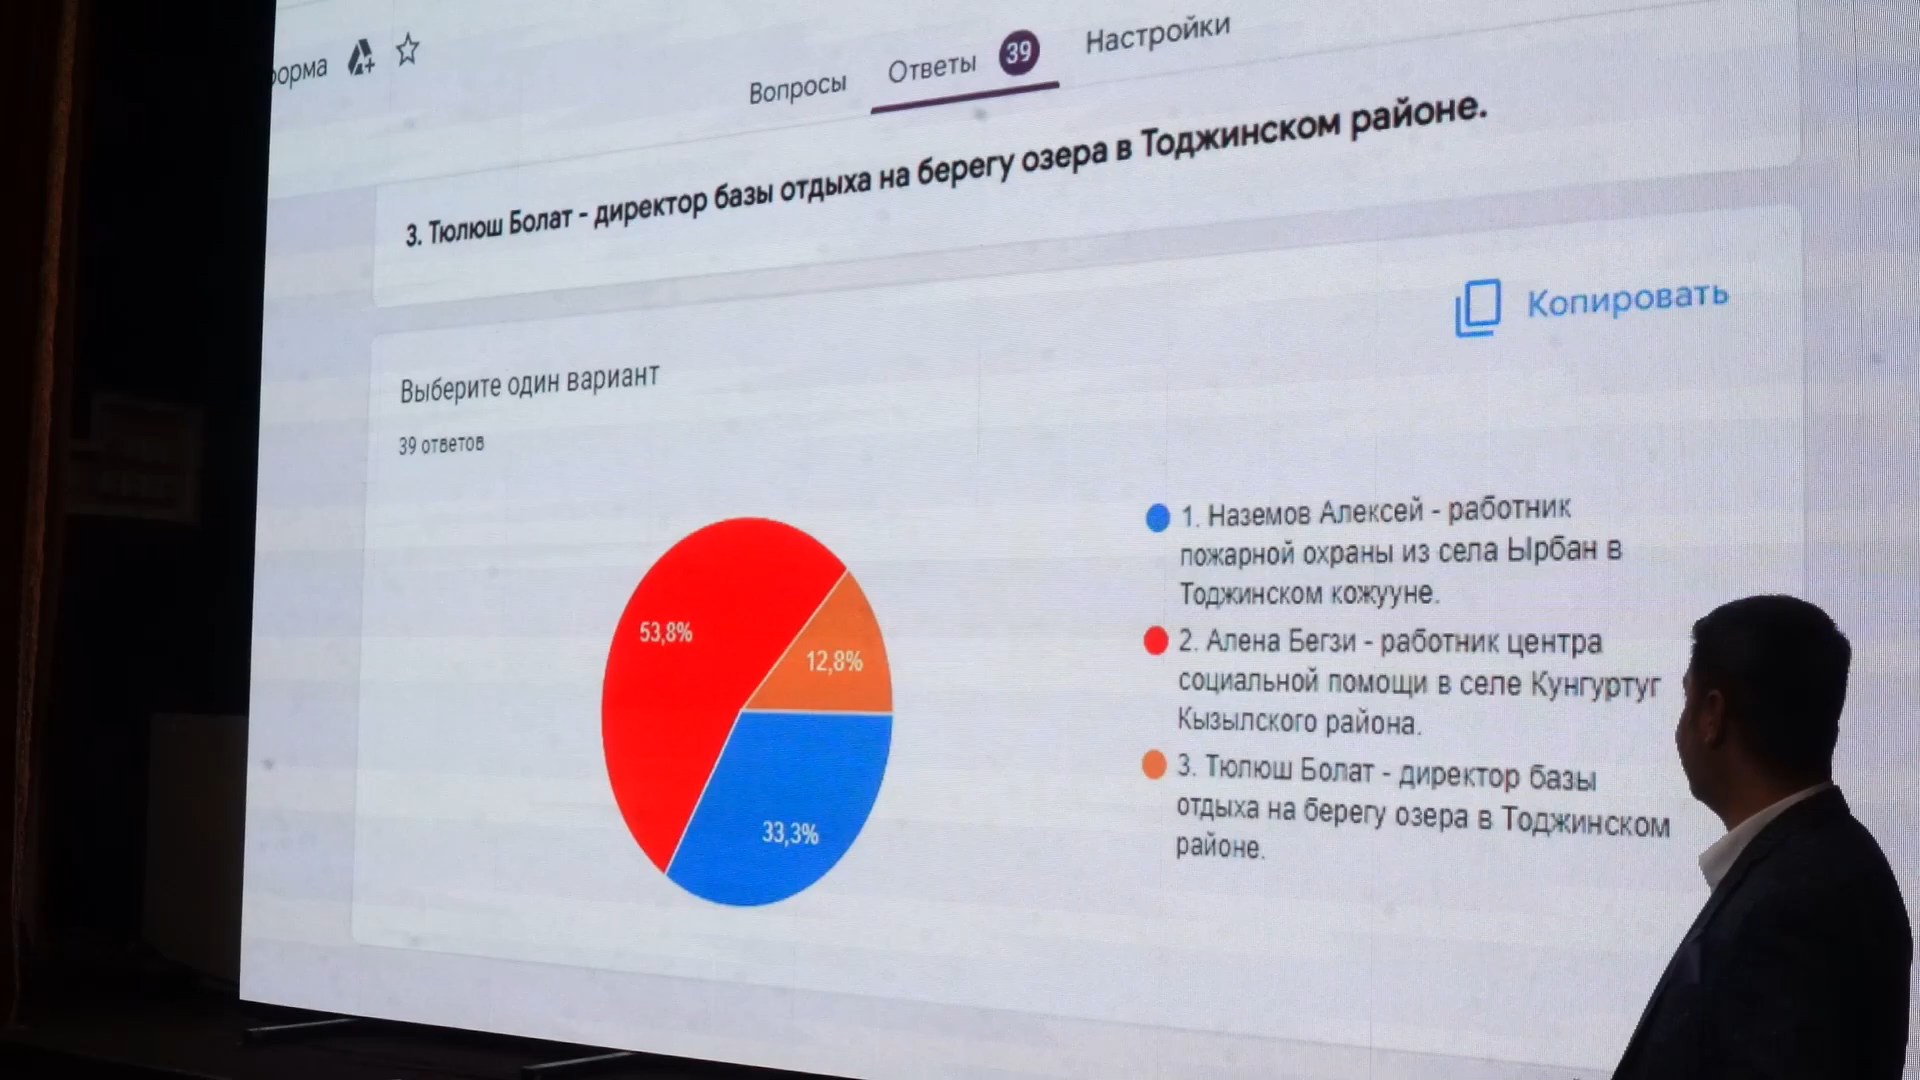 орма
Вопросы Ответы 39 Настройки
3. Тюлюш Болат - директор базы отдыха на берегу озера в Тоджинском районе.
Копировать
Выберите один вариант
39 ответов
53,8%
12,8%
33,3%
1. Наземов Алексей - работник
пожарной охраны из села Ырбан в
Тоджинском кожууне.
2. Алена Бегзи - работник центра
социальной помощи в селе Кунгуртуг
Кызылского района.
3. Тюлюш Болат - директор базы
отдыха на берегу озера в Тоджинском
районе.